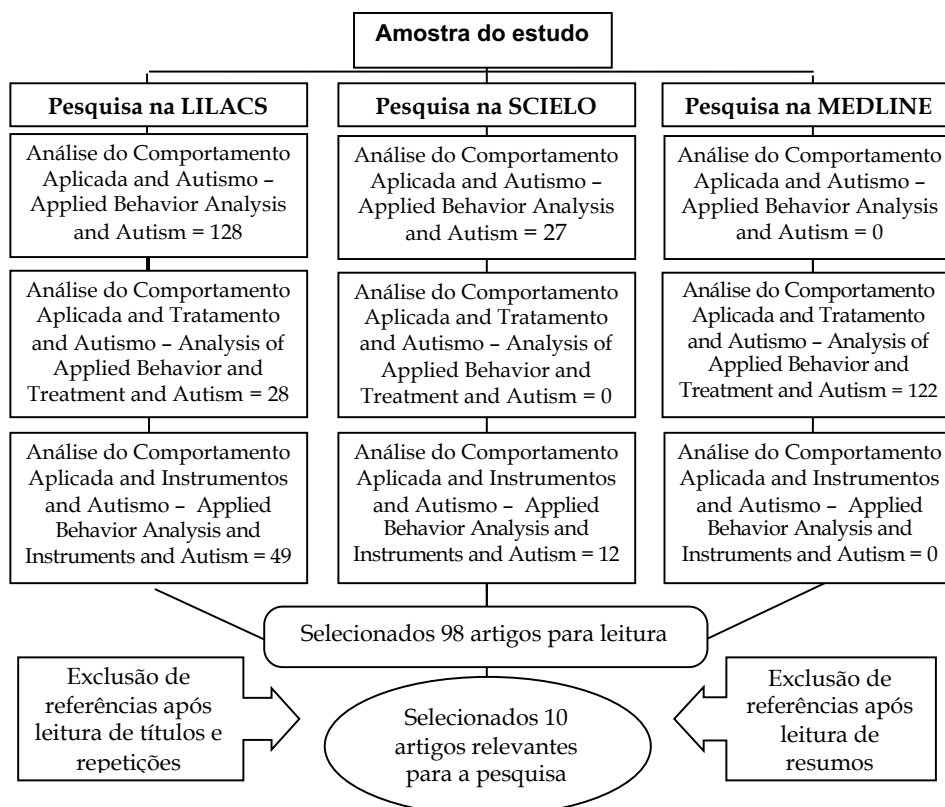 Amostra do estudo
Pesquisa na LILACS
Análise do Comportamento
Aplicada and Autismo –
Applied Behavior Analysis
and Autism = 128
Análise do Comportamento
Aplicada and Tratamento
and Autismo – Analysis of
Applied Behavior and
Treatment and Autism = 28
Análise do Comportamento
Aplicada and Instrumentos
and Autismo – Applied
Behavior Analysis and
Instruments and Autism = 49
Pesquisa na SCIELO
Análise do Comportamento
Aplicada and Autismo –
Applied Behavior Analysis
and Autism = 27
Análise do Comportamento
Aplicada and Tratamento
and Autismo – Analysis of
Applied Behavior and
Treatment and Autism = 0
Análise do Comportamento
Aplicada and Instrumentos
and Autismo – Applied
Behavior Analysis and
Instruments and Autism = 12
Pesquisa na MEDLINE
Análise do Comportamento
Aplicada and Autismo –
Applied Behavior Analysis
and Autism = 0
Análise do Comportamento
Aplicada and Tratamento
and Autismo – Analysis of
Applied Behavior and
Treatment and Autism = 122
Análise do Comportamento
Aplicada and Instrumentos
and Autismo – Applied
Behavior Analysis and
Instruments and Autism = 0
Selecionados 98 artigos para leitura
Exclusão de
referências após
leitura de títulos e
repetições
Selecionados 10
artigos relevantes
para a pesquisa
Exclusão de
referências após
leitura de
resumos